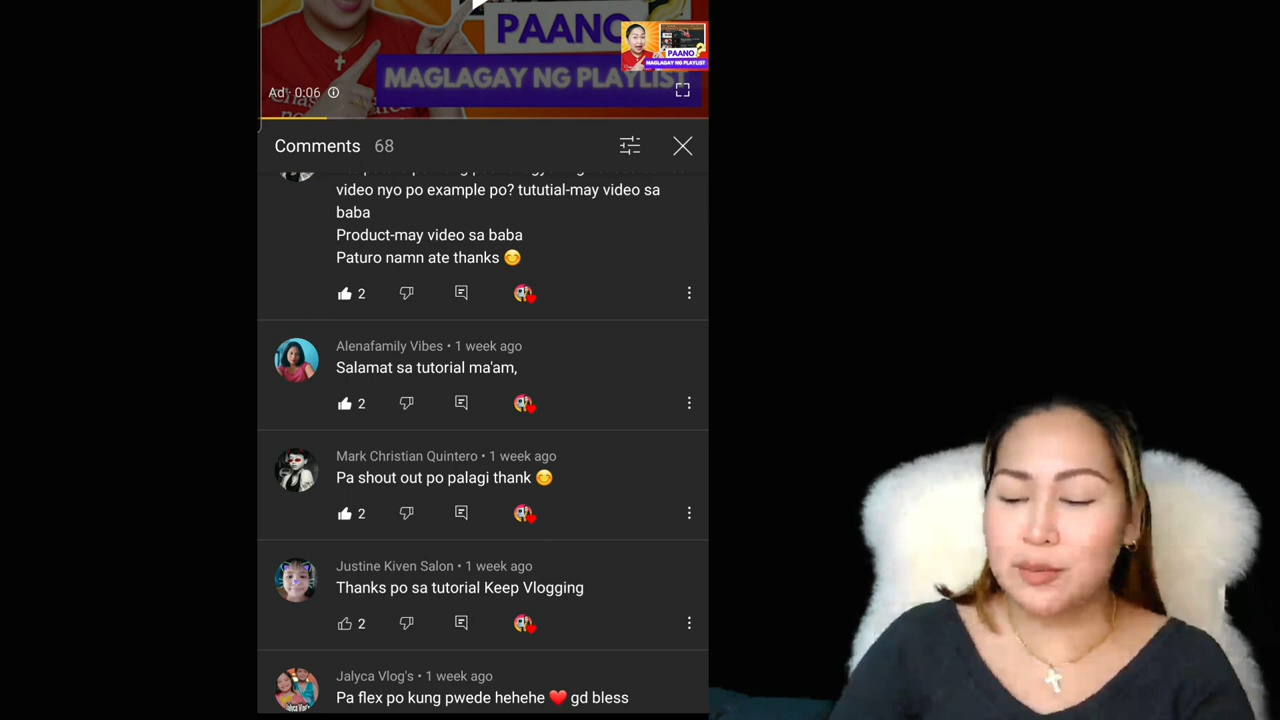 PAANO
MAGLAGAY NG PLAYLIST
PAANO
MAGLAGAY NG PLAYLIST
Ad · 0:06
Comments 68
video nyo po example po? tututial-may video sa
baba
Product-may video sa baba
Paturo namn ate thanks 😊
2
Alenafamily Vibes • 1 week ago
Salamat sa tutorial ma'am,
2
Mark Christian Quintero • 1 week ago
Pa shout out po palagi thank 😊
2
Justine Kiven Salon • 1 week ago
Thanks po sa tutorial Keep Vlogging
2
Jalyca Vlog's • 1 week ago
Pa flex po kung pwede hehehe ❤️ gd bless